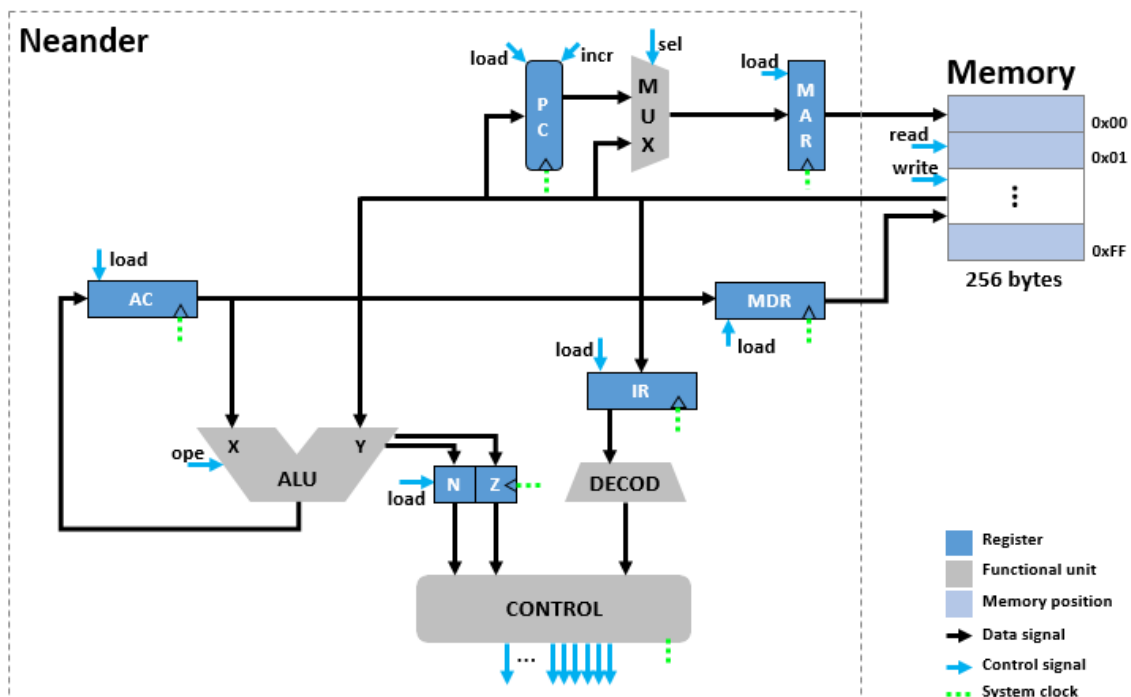 Neander
load
incr
sel
load
Memory
P
C
M
U
X
M
A
R
0x00
read
0x01
write
⋮
0xFF
256 bytes
load
AC
MDR
load
load
IR
X
Y
ope
ALU
load
N
Z
DECOD
CONTROL
...
Register
Functional unit
Memory position
Data signal
Control signal
System clock